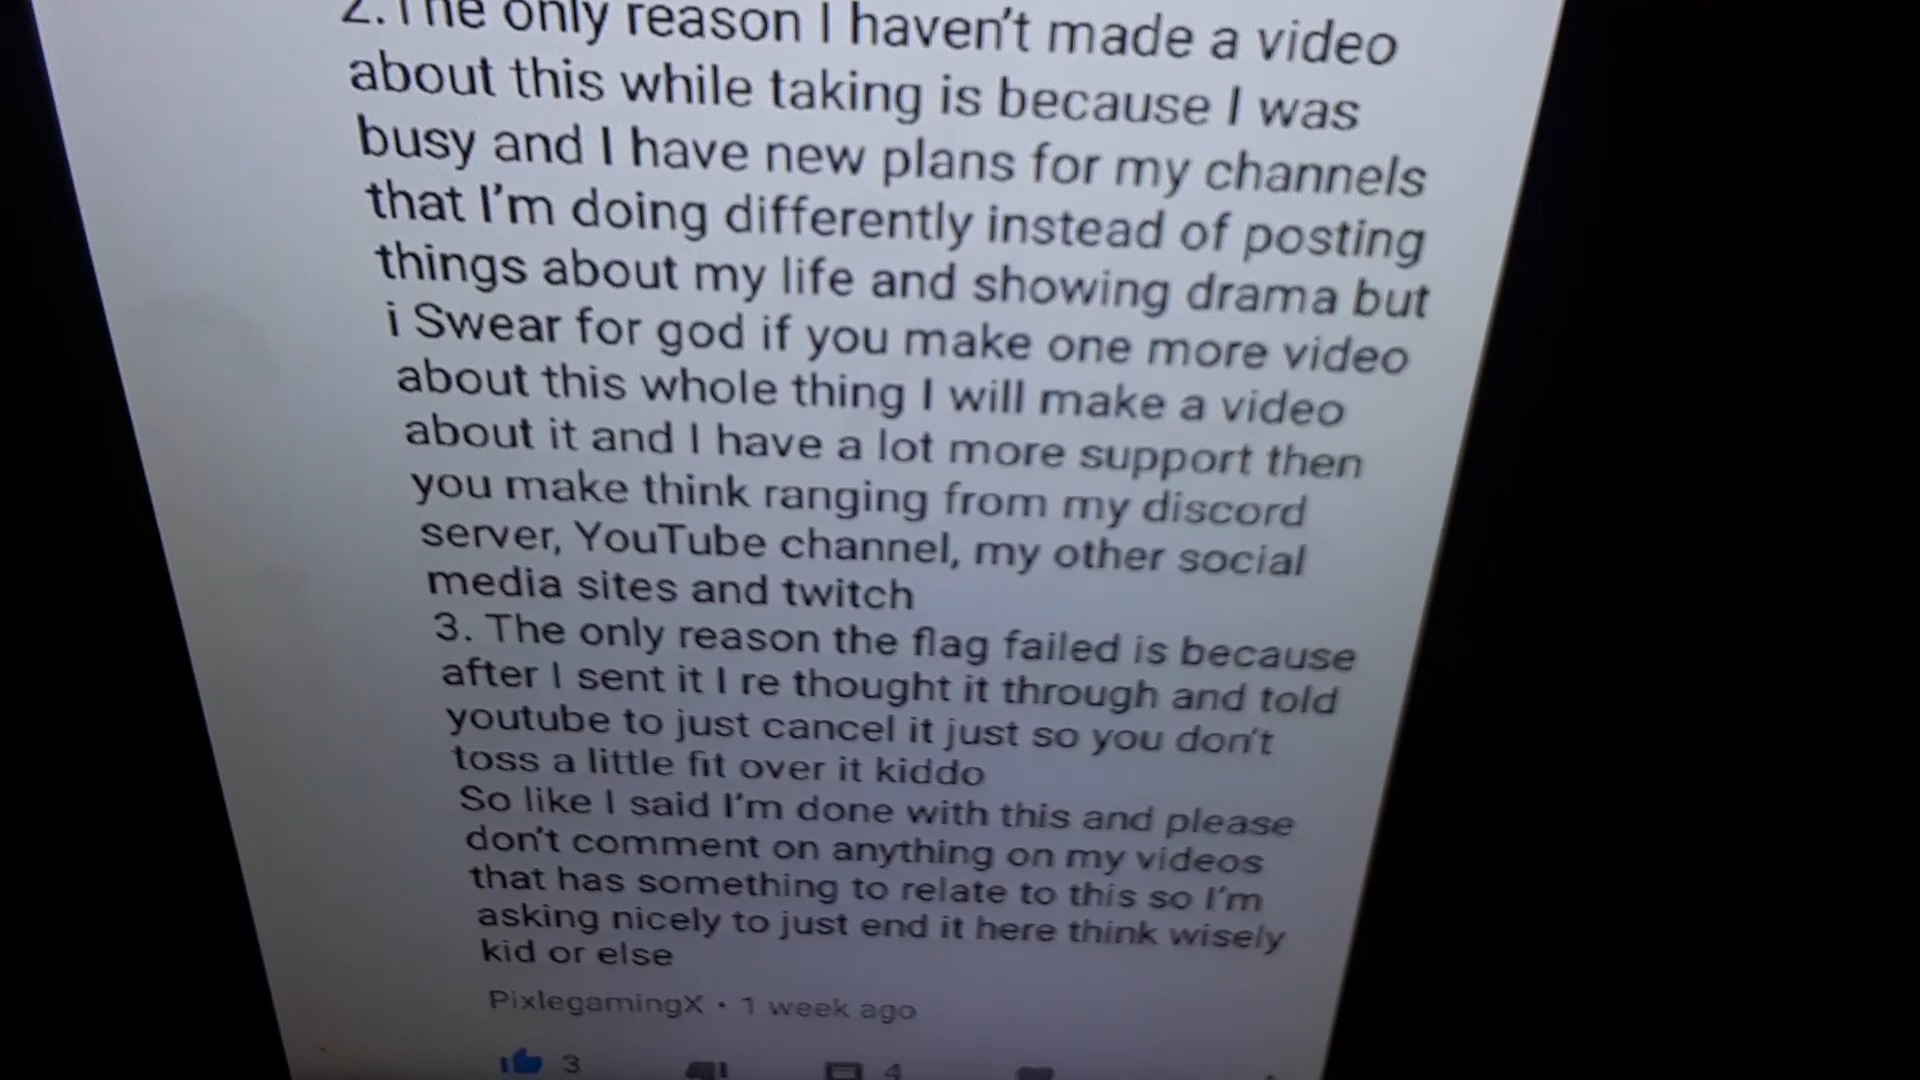 2. The only reason I haven't made a video
about this while taking is because I was
busy and I have new plans for my channels
that I'm doing differently instead of posting
things about my life and showing drama but
i Swear for god if you make one more video
about this whole thing I will make a video
about it and I have a lot more support then
you make think ranging from my discord
server, YouTube channel, my other social
media sites and twitch
3. The only reason the flag failed is because
after I sent it I re thought it through and told
youtube to just cancel it just so you don't
toss a little fit over it kiddo
So like I said I'm done with this and please
don't comment on anything on my videos
that has something to relate to this so I'm
asking nicely to just end it here think wisely
kid or else
PixlegamingX • 1 week ago
3 4